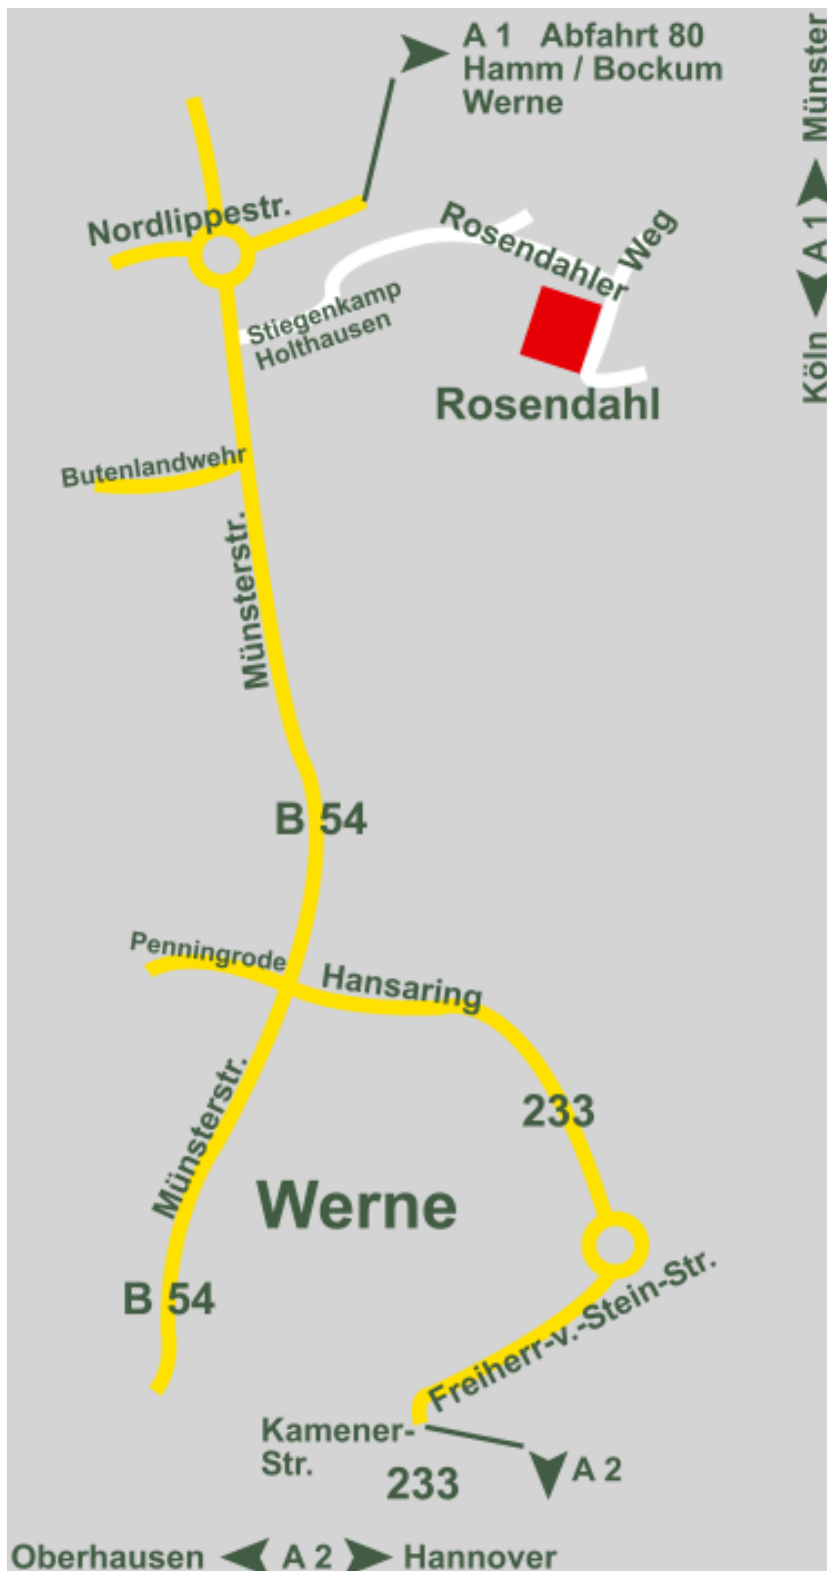 A 1 Abfahrt 80
Hamm / Bockum
Werne
Münster
A 1
Köln
Nordlippestr.
Rosendahler
Weg
Stiegenkamp
Holthausen
Rosendahl
Butenlandwehr
Münsterstr.
B 54
Penningrode
Hansaring
233
Münsterstr.
Werne
B 54
Freiherr-v.-Stein-Str.
Kamener-
Str.
233
A 2
Oberhausen A 2 Hannover